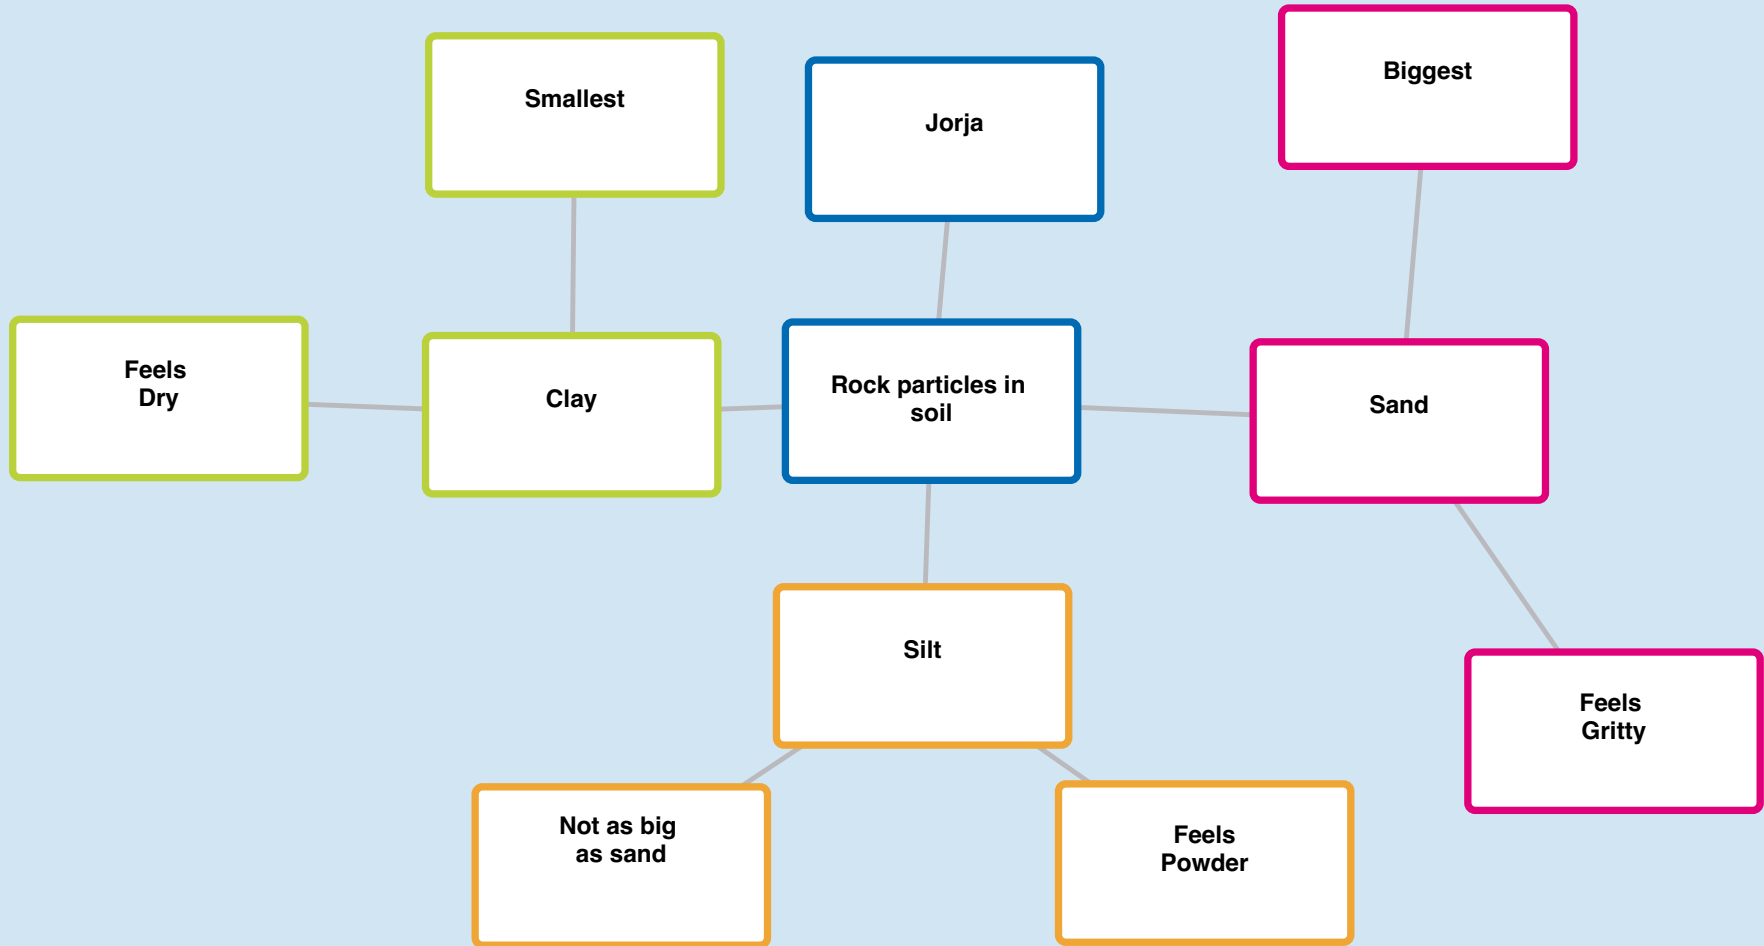 Smallest
Jorja
Biggest
Feels
Dry
Clay
Rock particles in
soil
Sand
Silt
Feels
Gritty
Not as big
as sand
Feels
Powder